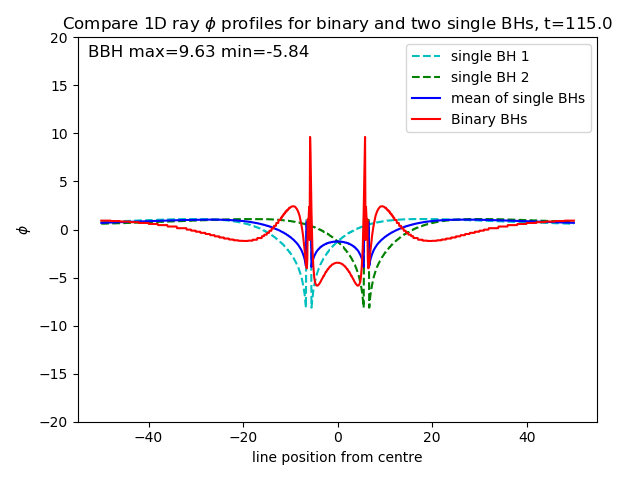 Compare 1D ray ϕ profiles for binary and two single BHs, t=115.0
BBH max=9.63 min=-5.84
single BH 1
single BH 2
mean of single BHs
Binary BHs
20
15
10
5
0
−5
−10
−15
−20
ϕ
−40
−20
0
20
40
line position from centre